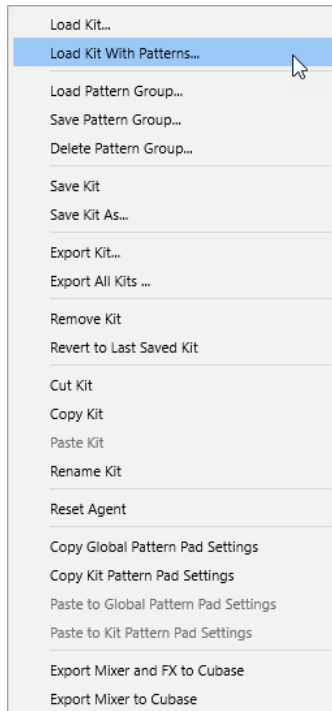 Load Kit...
Load Kit With Patterns...
Load Pattern Group...
Save Pattern Group...
Delete Pattern Group...
Save Kit
Save Kit As...
Export Kit...
Export All Kits ...
Remove Kit
Revert to Last Saved Kit
Cut Kit
Copy Kit
Paste Kit
Rename Kit
Reset Agent
Copy Global Pattern Pad Settings
Copy Kit Pattern Pad Settings
Paste to Global Pattern Pad Settings
Paste to Kit Pattern Pad Settings
Export Mixer and FX to Cubase
Export Mixer to Cubase